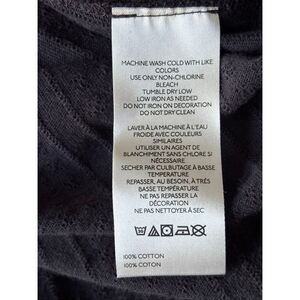 MACHINE WASH COLD WITH LIKE
COLORS
USE ONLY NON-CHLORINE
BLEACH
TUMBLE DRY LOW
LOW IRON AS NEEDED
DO NOT IRON ON DECORATION
DO NOT DRY CLEAN
LAVER À LA MACHINE À L'EAU
FROIDE AVEC COULEURS
SIMILAIRES
UTILISER UN AGENT DE
BLANCHIMENT SANS CHLORE SI
NÉCESSAIRE
SECHER PAR CULBUTAGE À BASSE
TEMPERATURE
REPASSER, AU BESOIN, À TRÈS
BASSE TEMPÉRATURE
NE PAS REPASSER LA
DÉCORATION
NE PAS NETTOYER À SEC
100% COTTON
100% COTON